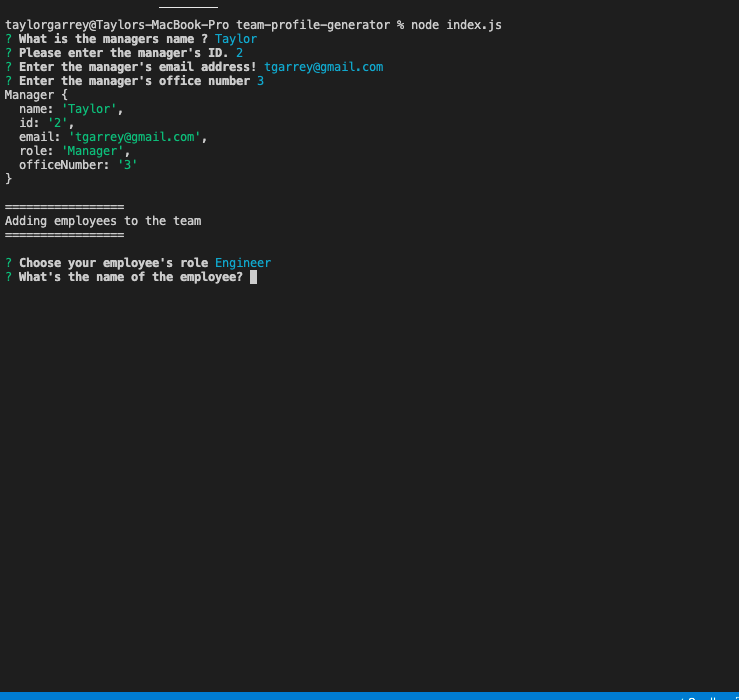 taylorgarrey@Taylors-MacBook-Pro team-profile-generator % node index.js
? What is the managers name ? Taylor
? Please enter the manager's ID. 2
? Enter the manager's email address! tgarrey@gmail.com
? Enter the manager's office number 3
Manager {
  name: 'Taylor',
  id: '2',
  email: 'tgarrey@gmail.com',
  role: 'Manager',
  officeNumber: '3'
}
=================
Adding employees to the team
=================
? Choose your employee's role Engineer
? What's the name of the employee?